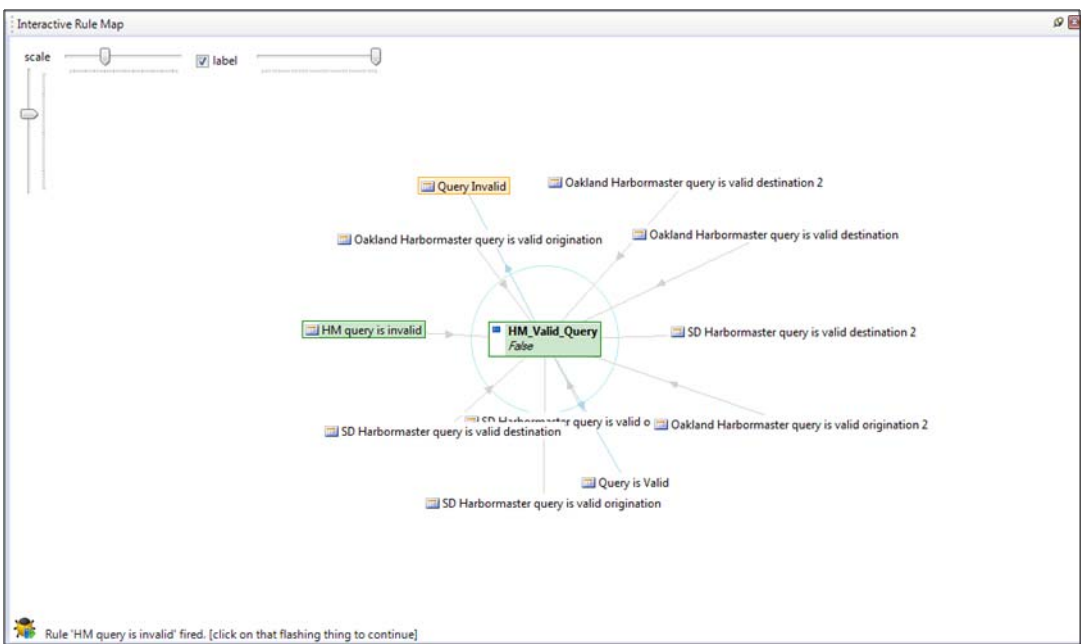 Interactive Rule Map
scale
label
Query Invalid
Oakland Harbormaster query is valid destination 2
Oakland Harbormaster query is valid origination
Oakland Harbormaster query is valid destination
HM query is invalid
HM_Valid_Query
False
SD Harbormaster query is valid destination 2
SD Harbormaster query is valid o
Oakland Harbormaster query is valid origination 2
SD Harbormaster query is valid destination
Query is Valid
SD Harbormaster query is valid origination
Rule 'HM query is invalid' fired. [click on that flashing thing to continue]